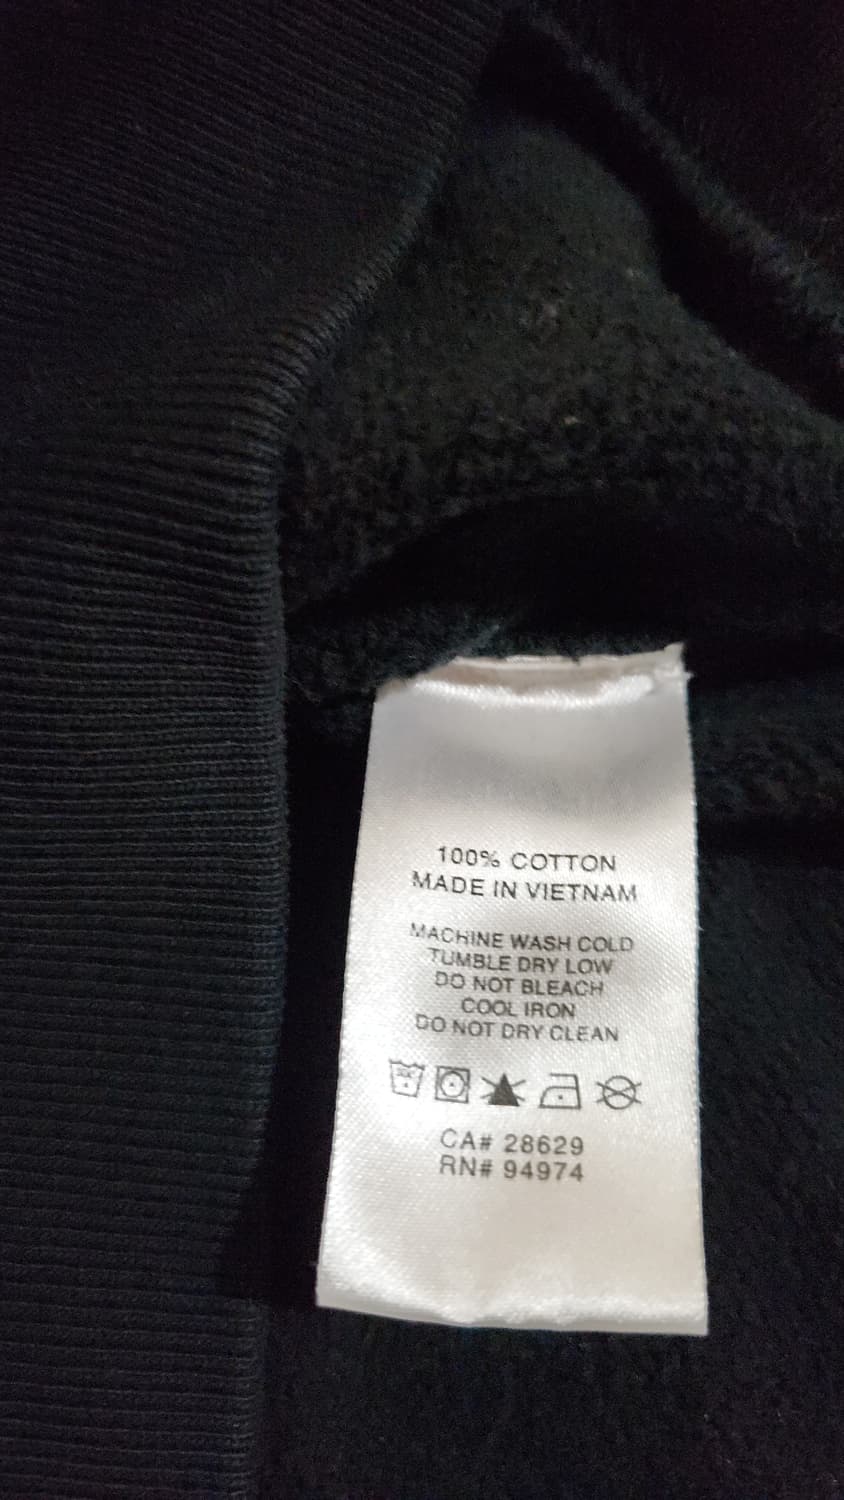 100% COTTON
MADE IN VIETNAM
MACHINE WASH COLD
TUMBLE DRY LOW
DO NOT BLEACH
COOL IRON
DO NOT DRY CLEAN
30C
CA# 28629
RN# 94974